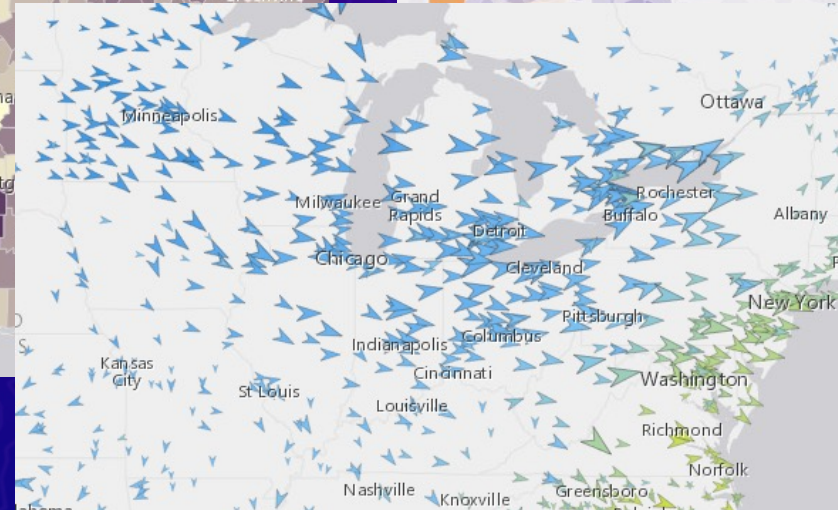 Minneapolis
Ottawa
Milwaukee
Grand
Rapids
Rochester
Buffalo
Albany
Detroit
Chicago
Cleveland
New York
Pittsburgh
Columbus
Indianapolis
Kansas
City
Cincinnati
Washington
St Louis
Louisville
Richmond
Norfolk
Nashville
Knoxville
Greensboro